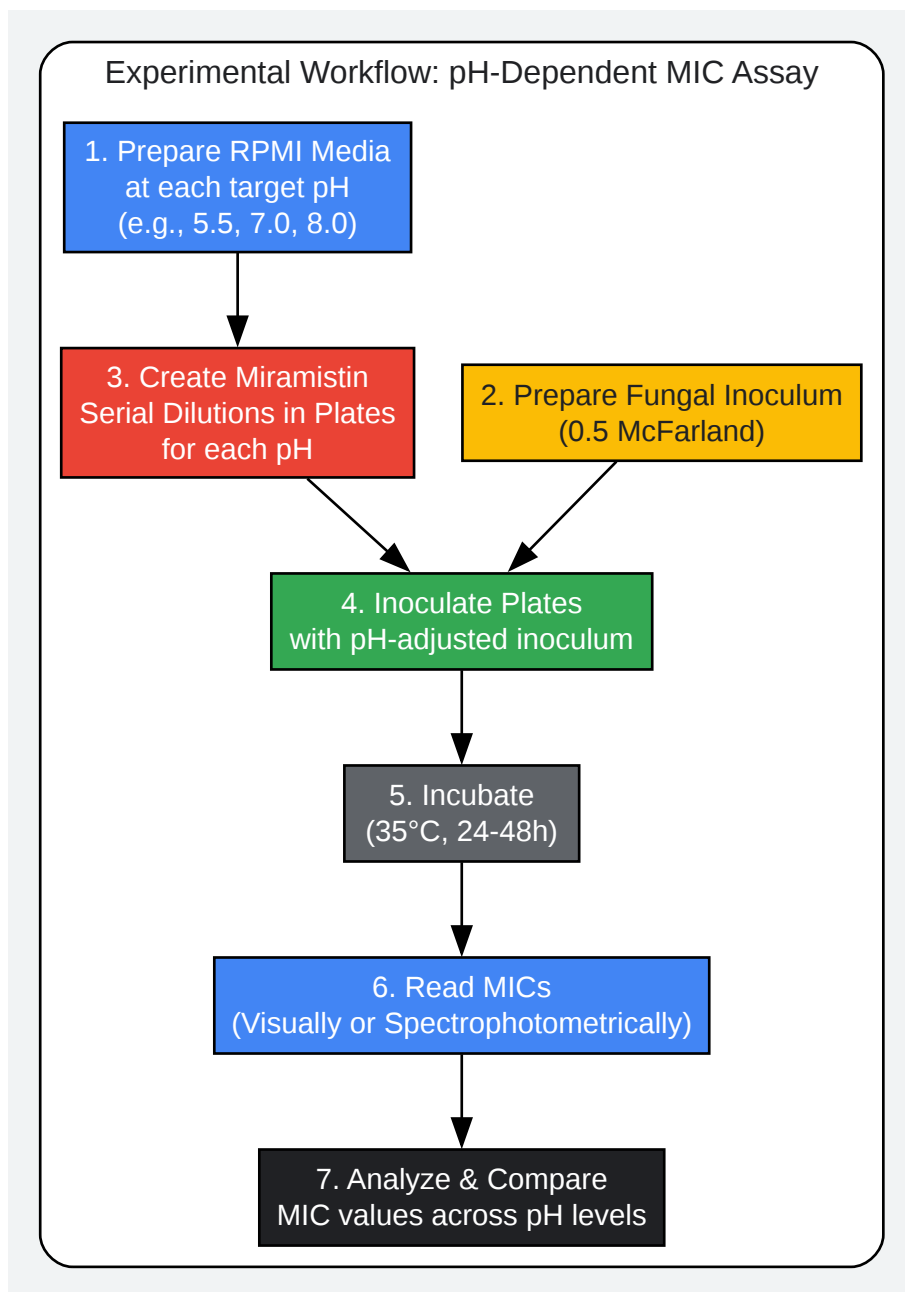 Experimental Workflow: pH-Dependent MIC Assay
1. Prepare RPMI Media
at each target pH
(e.g., 5.5, 7.0, 8.0)
3. Create Miramistin
Serial Dilutions in Plates
for each pH
2. Prepare Fungal Inoculum
(0.5 McFarland)
4. Inoculate Plates
with pH-adjusted inoculum
5. Incubate
(35°C, 24-48h)
6. Read MICs
(Visually or Spectrophotometrically)
7. Analyze & Compare
MIC values across pH levels